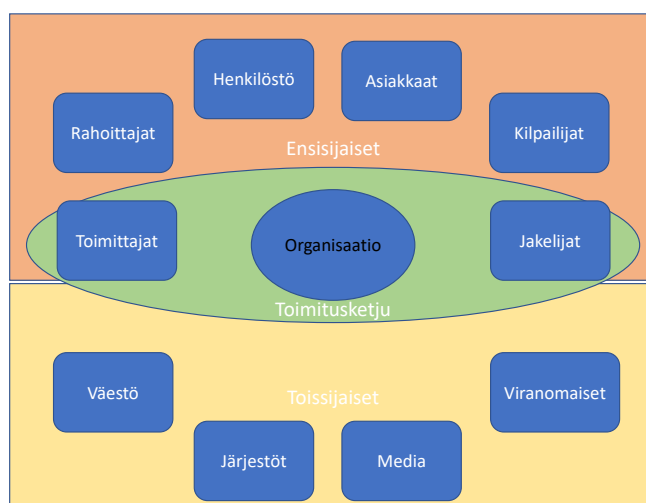 Henkilöstö
Asiakkaat
Rahoittajat
Kilpailijat
Ensisijaiset
Toimittajat
Organisaatio
Jakelijat
Toimitusketju
Väestö
Toissijaiset
Viranomaiset
Järjestöt
Media